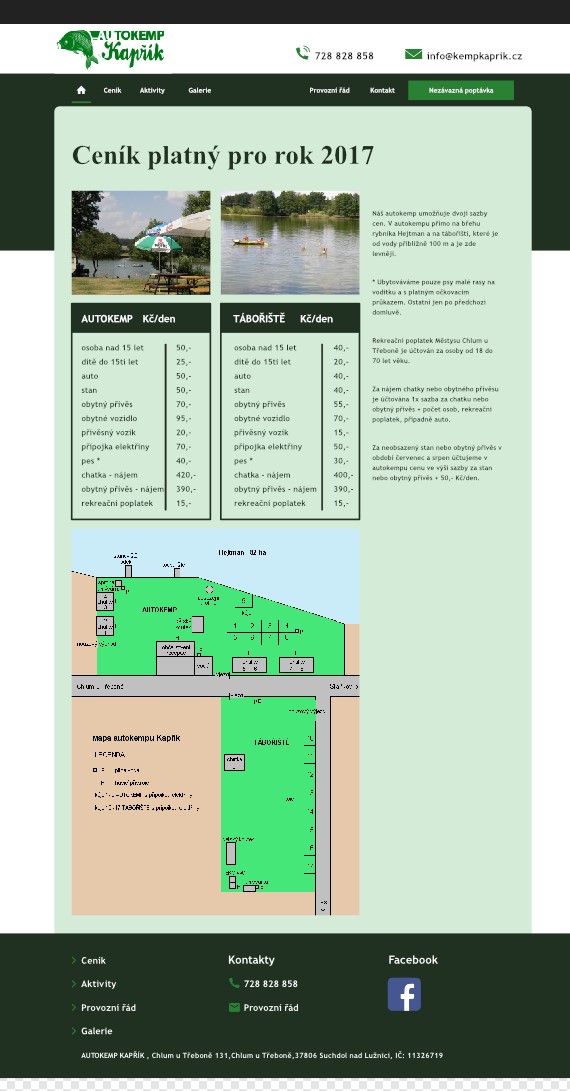 AUTOKEMP
Kapřík
728 828 858
info@kempkaprik.cz
Ceník Aktivity Galerie Provozní řád Kontakt Nezávazná poptávka
Ceník platný pro rok 2017
Náš autokemp umožňuje dvojí sazby
cen. V autokempu přímo na břehu
rybníka Hejtman a na tábořišti, které je
od vody přibližně 100 m a je zde
levněji.
* Ubytováváme pouze psy malé rasy na
vodítku a s platným očkovacím
průkazem. Ostatní jen po předchozí
domluvě.
Rekreační poplatek Městysu Chlum u
Třeboně je účtován za osoby od 18 do
70 let věku.
Za nájem chatky nebo obytného přívěsu
je účtována 1x sazba za chatku nebo
obytný přívěs + počet osob, rekreační
poplatek, případně auto.
Za neobsazený stan nebo obytný přívěs v
období červenec a srpen účtujeme v
autokempu cenu ve výši sazby za stan
nebo obytný přívěs + 50,- Kč/den.
AUTOKEMP Kč/den
osoba nad 15 let 50,-
dítě do 15ti let 25,-
auto 50,-
stan 50,-
obytný přívěs 70,-
obytné vozidlo 95,-
přívěsný vozík 20,-
přípojka elektřiny 70,-
pes * 40,-
chatka - nájem 420,-
obytný přívěs - nájem 390,-
rekreační poplatek 15,-
TÁBOŘIŠTĚ Kč/den
osoba nad 15 let 40,-
dítě do 15ti let 20,-
auto 40,-
stan 40,-
obytný přívěs 55,-
obytné vozidlo 70,-
přívěsný vozík 15,-
přípojka elektřiny 50,-
pes * 30,-
chatka - nájem 400,-
obytný přívěs - nájem 390,-
rekreační poplatek 15,-
Hejtman
AUTOKEMP
občerstvení
recepce
Chlum u Třeboně
TÁBOŘIŠTĚ
mapa autokempu Kapřík
LEGENDA
12
13
14
Ceník
Aktivity
Provozní řád
Galerie
Kontakty
728 828 858
Provozní řád
Facebook
AUTOKEMP KAPŘÍK , Chlum u Třeboně 131,Chlum u Třeboně,37806 Suchdol nad Lužnicí, IČ: 11326719